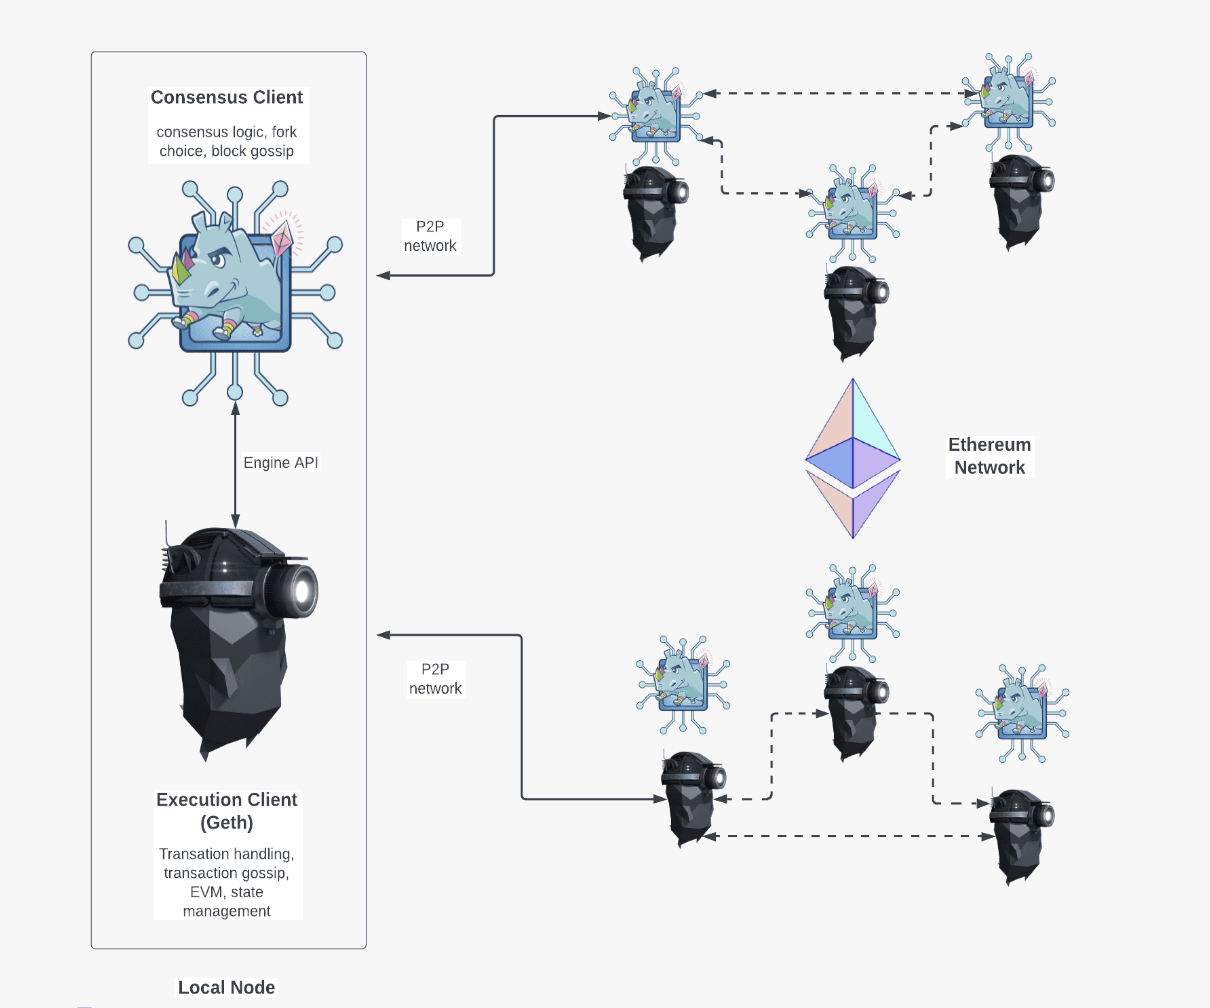 Consensus Client
consensus logic, fork
choice, block gossip
P2P
network
Engine API
Ethereum
Network
P2P
network
Execution Client
(Geth)
Transation handling,
transaction gossip,
EVM, state
management
Local Node